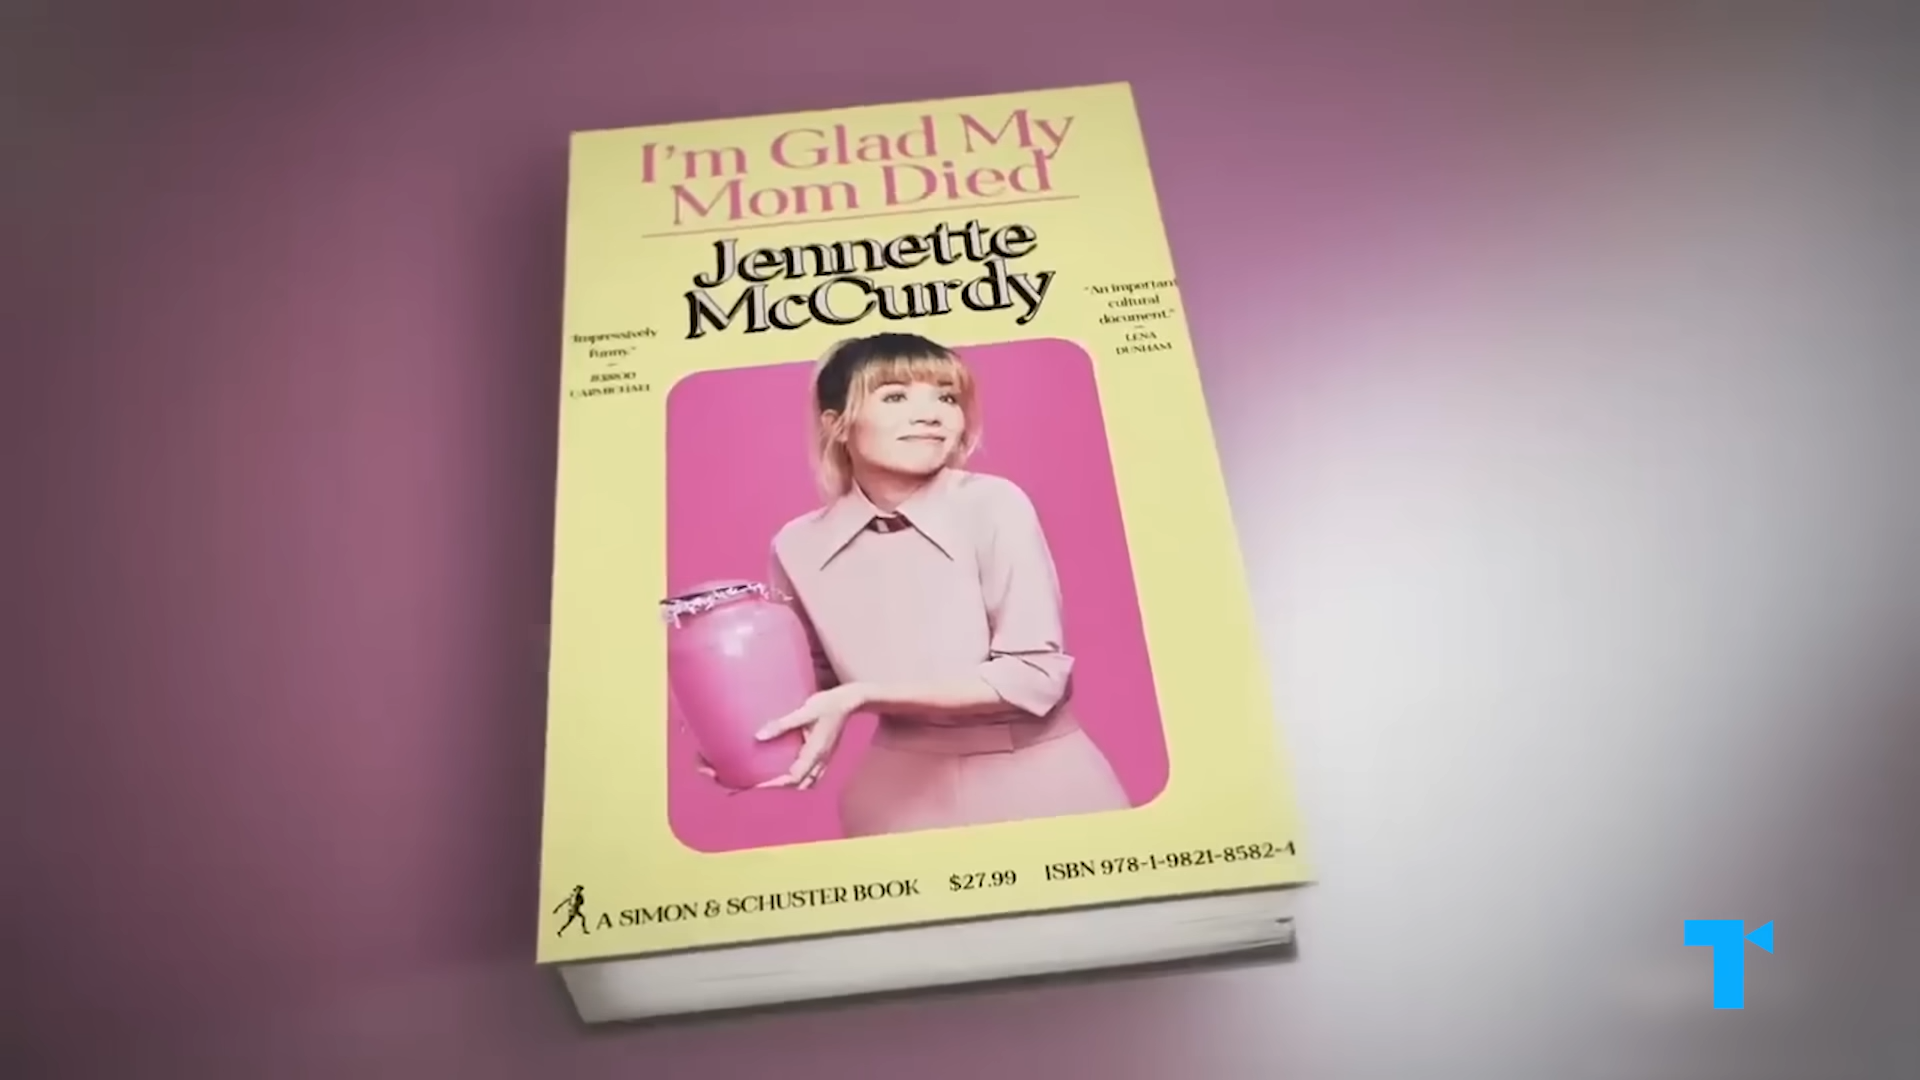 I'm Glad My
Mom Died
Jennette
McCurdy
"Impressively
funny."
—
JERROD
CARMICHAEL
"An important
cultural
document."
—
LENA
DUNHAM
A SIMON & SCHUSTER BOOK $27.99 ISBN 978-1-9821-8582-4